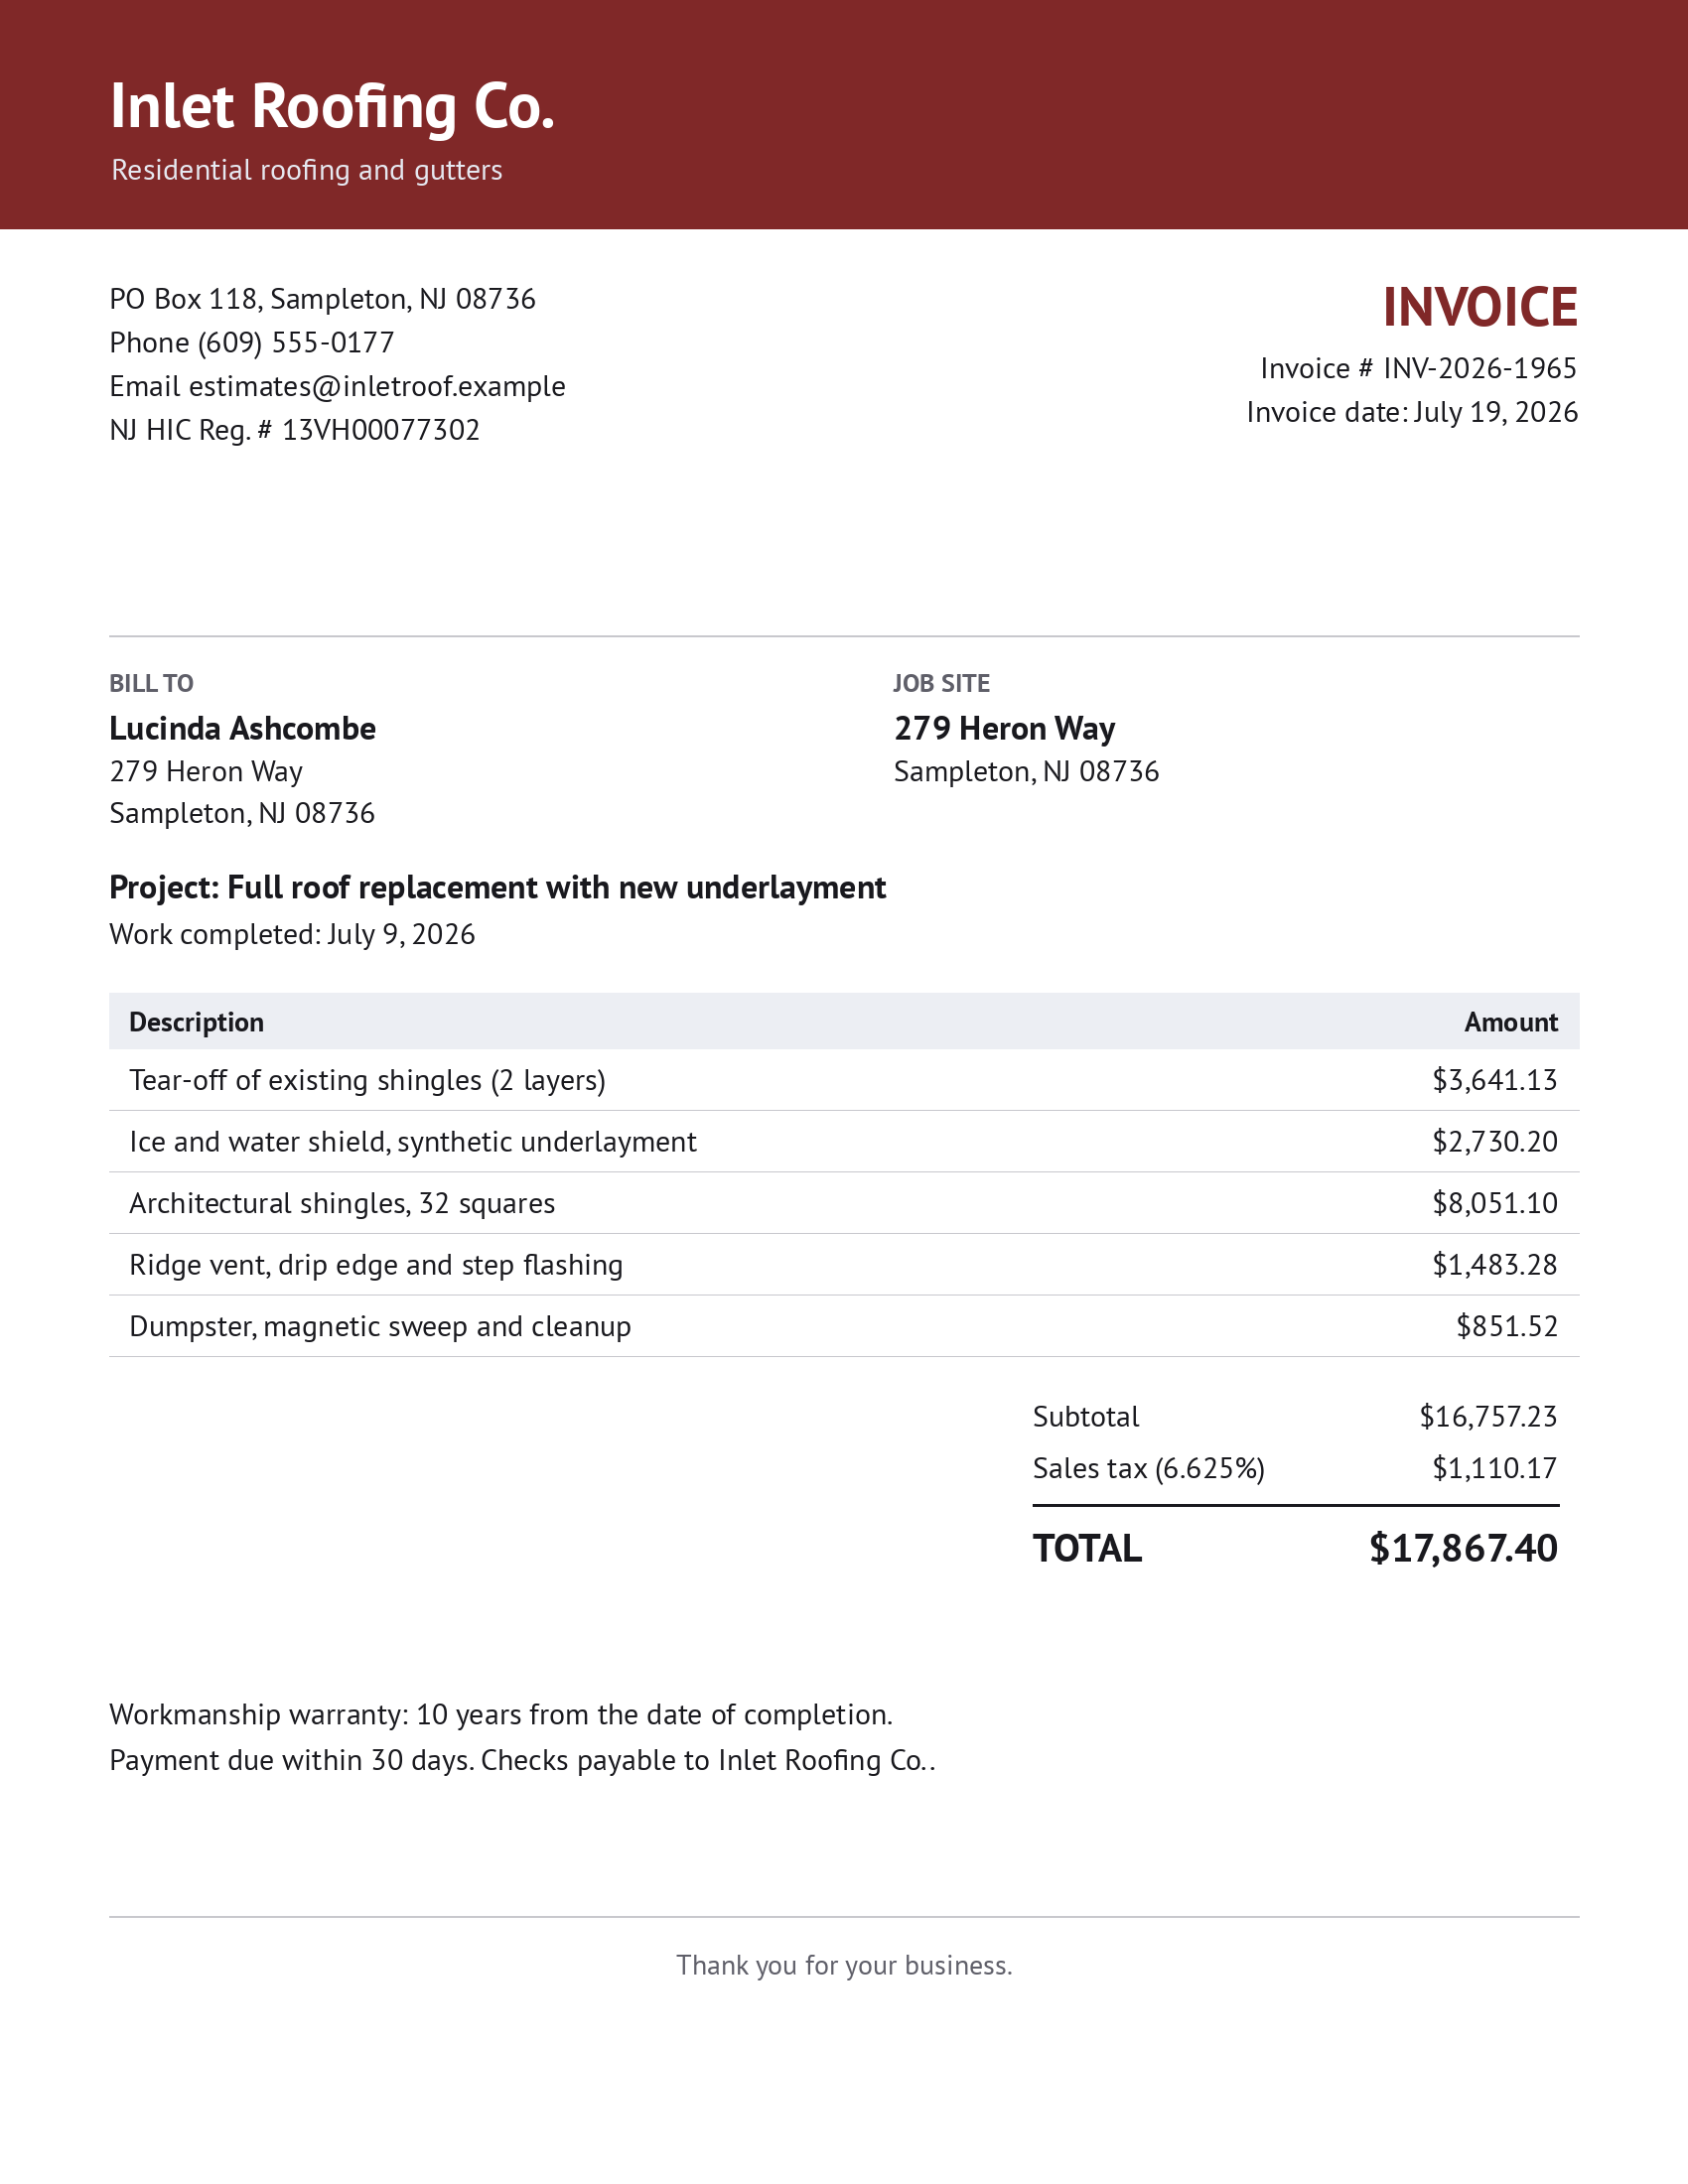 Inlet Roofing Co.
Residential roofing and gutters
PO Box 118, Sampleton, NJ 08736
Phone (609) 555-0177
Email estimates@inletroof.example
NJ HIC Reg. # 13VH00077302
INVOICE
Invoice # INV-2026-1965
Invoice date: July 19, 2026
BILL TO
Lucinda Ashcombe
279 Heron Way
Sampleton, NJ 08736
JOB SITE
279 Heron Way
Sampleton, NJ 08736
Project: Full roof replacement with new underlayment
Work completed: July 9, 2026
Description Amount
Tear-off of existing shingles (2 layers) $3,641.13
Ice and water shield, synthetic underlayment $2,730.20
Architectural shingles, 32 squares $8,051.10
Ridge vent, drip edge and step flashing $1,483.28
Dumpster, magnetic sweep and cleanup $851.52
Subtotal $16,757.23
Sales tax (6.625%) $1,110.17
TOTAL $17,867.40
Workmanship warranty: 10 years from the date of completion.
Payment due within 30 days. Checks payable to Inlet Roofing Co..
Thank you for your business.